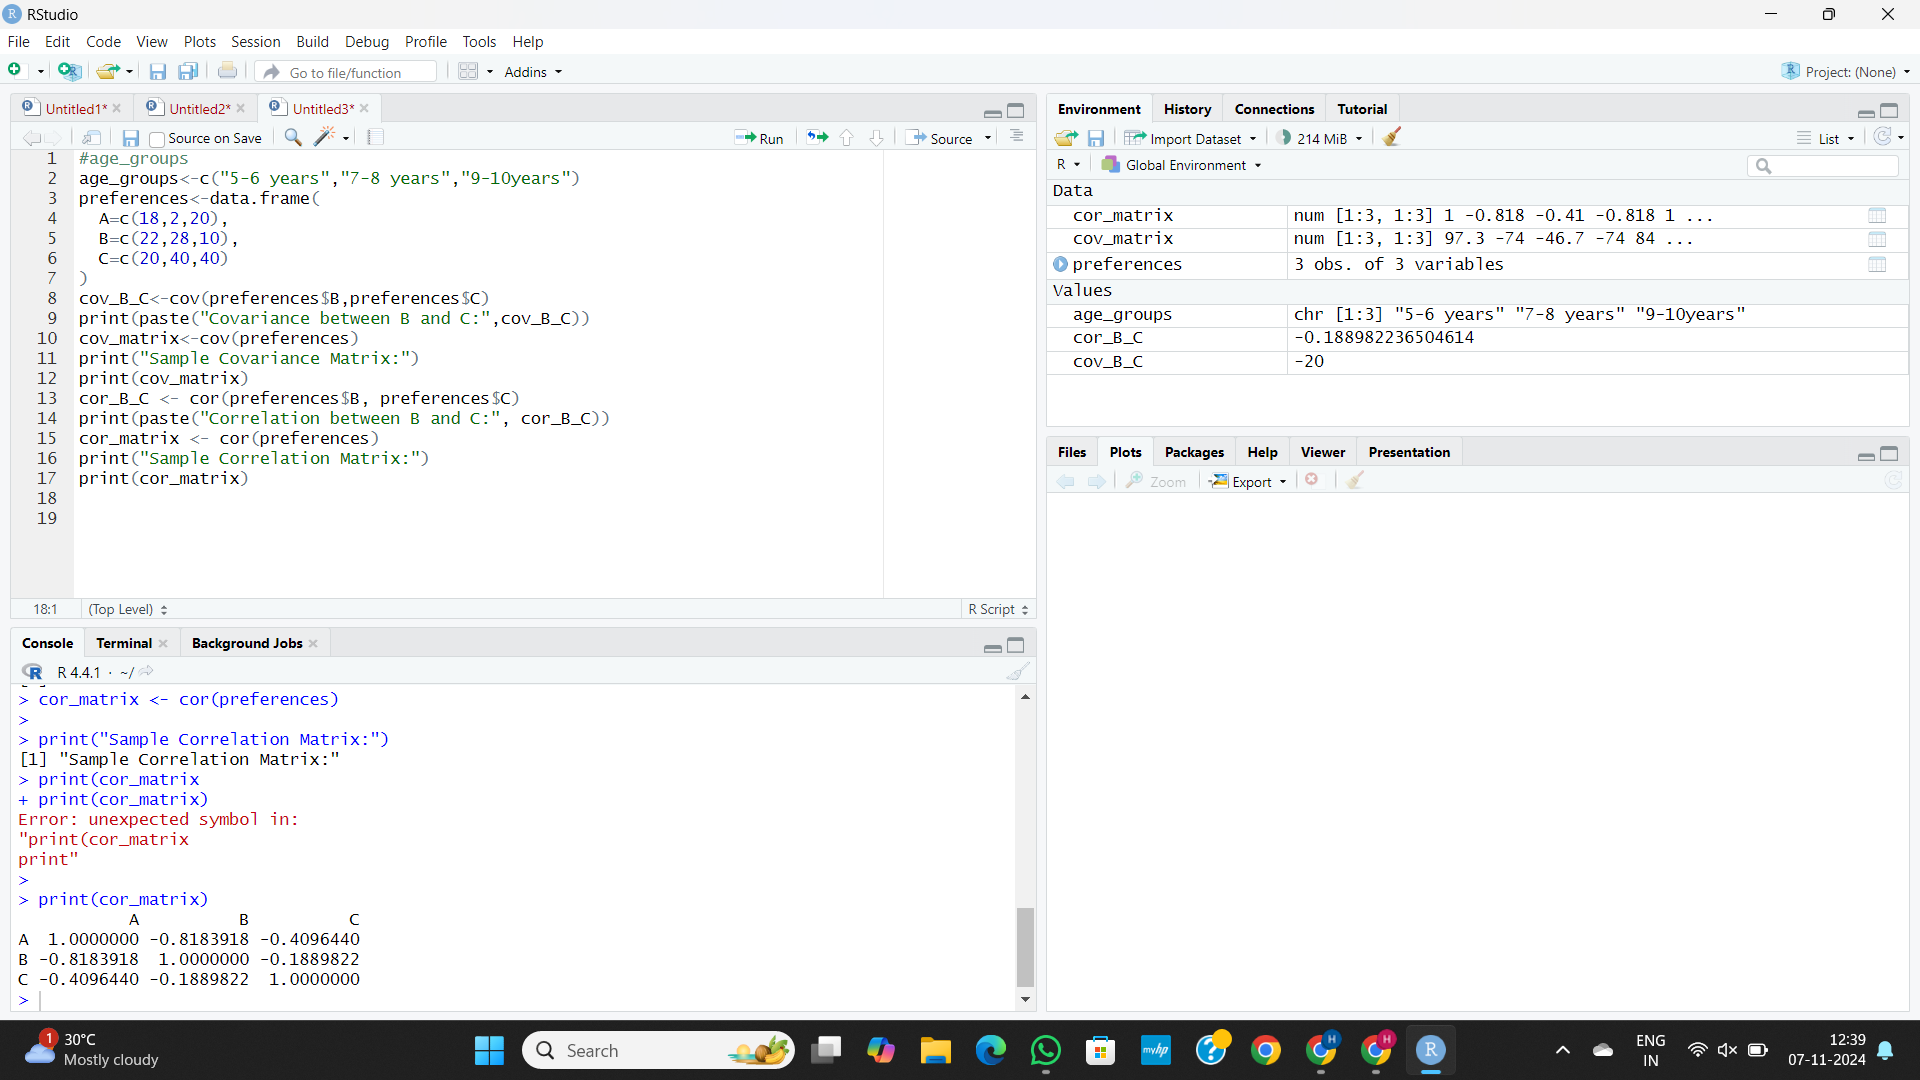 RStudio
File Edit Code View Plots Session Build Debug Profile Tools Help
Go to file/function Addins Project: (None)
Untitled1* Untitled2* Untitled3*
Source on Save Run Source
1 #age_groups
2 age_groups<-c("5-6 years","7-8 years","9-10years")
3 preferences<-data.frame(
4 A=c(18,2,20),
5 B=c(22,28,10),
6 C=c(20,40,40)
7 )
8 cov_B_C<-cov(preferences$B,preferences$C)
9 print(paste("Covariance between B and C:",cov_B_C))
10 cov_matrix<-cov(preferences)
11 print("Sample Covariance Matrix:")
12 print(cov_matrix)
13 cor_B_C <- cor(preferences$B, preferences$C)
14 print(paste("Correlation between B and C:", cor_B_C))
15 cor_matrix <- cor(preferences)
16 print("Sample Correlation Matrix:")
17 print(cor_matrix)
18
19
18:1 (Top Level) R Script
Console Terminal Background Jobs
R 4.4.1 · ~/
> cor_matrix <- cor(preferences)
>
> print("Sample Correlation Matrix:")
[1] "Sample Correlation Matrix:"
> print(cor_matrix
+ print(cor_matrix)
Error: unexpected symbol in:
"print(cor_matrix
print"
>
> print(cor_matrix)
A B C
A 1.0000000 -0.8183918 -0.4096440
B -0.8183918 1.0000000 -0.1889822
C -0.4096440 -0.1889822 1.0000000
>
Environment History Connections Tutorial
Import Dataset 214 MiB List
R Global Environment
Data
cor_matrix num [1:3, 1:3] 1 -0.818 -0.41 -0.818 1 ...
cov_matrix num [1:3, 1:3] 97.3 -74 -46.7 -74 84 ...
preferences 3 obs. of 3 variables
Values
age_groups chr [1:3] "5-6 years" "7-8 years" "9-10years"
cor_B_C -0.188982236504614
cov_B_C -20
Files Plots Packages Help Viewer Presentation
Zoom Export
1 30°C
Mostly cloudy
Search
myhp
H
H
R
ENG
IN
12:39
07-11-2024